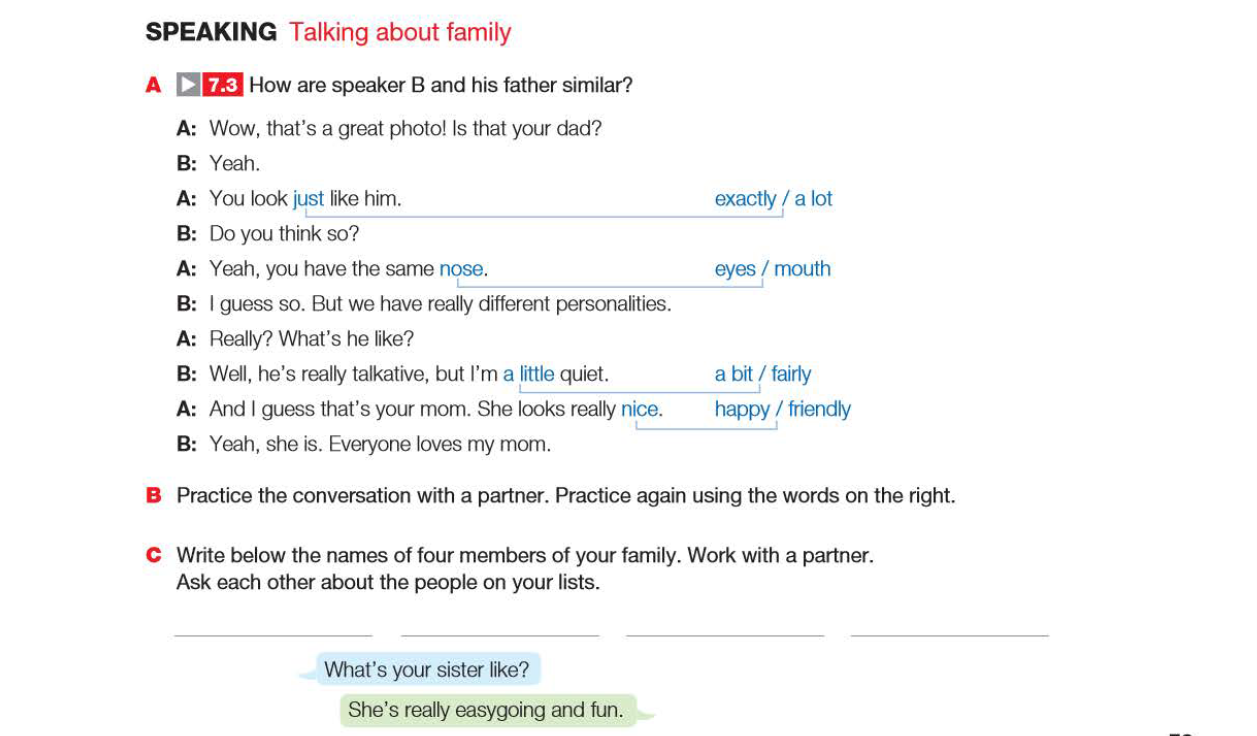 SPEAKING Talking about family
A 7.3 How are speaker B and his father similar?
A: Wow, that's a great photo! Is that your dad?
B: Yeah.
A: You look just like him. exactly / a lot
B: Do you think so?
A: Yeah, you have the same nose. eyes / mouth
B: I guess so. But we have really different personalities.
A: Really? What's he like?
B: Well, he's really talkative, but I'm a little quiet. a bit / fairly
A: And I guess that's your mom. She looks really nice. happy / friendly
B: Yeah, she is. Everyone loves my mom.
B Practice the conversation with a partner. Practice again using the words on the right.
C Write below the names of four members of your family. Work with a partner.
Ask each other about the people on your lists.
What's your sister like?
She's really easygoing and fun.